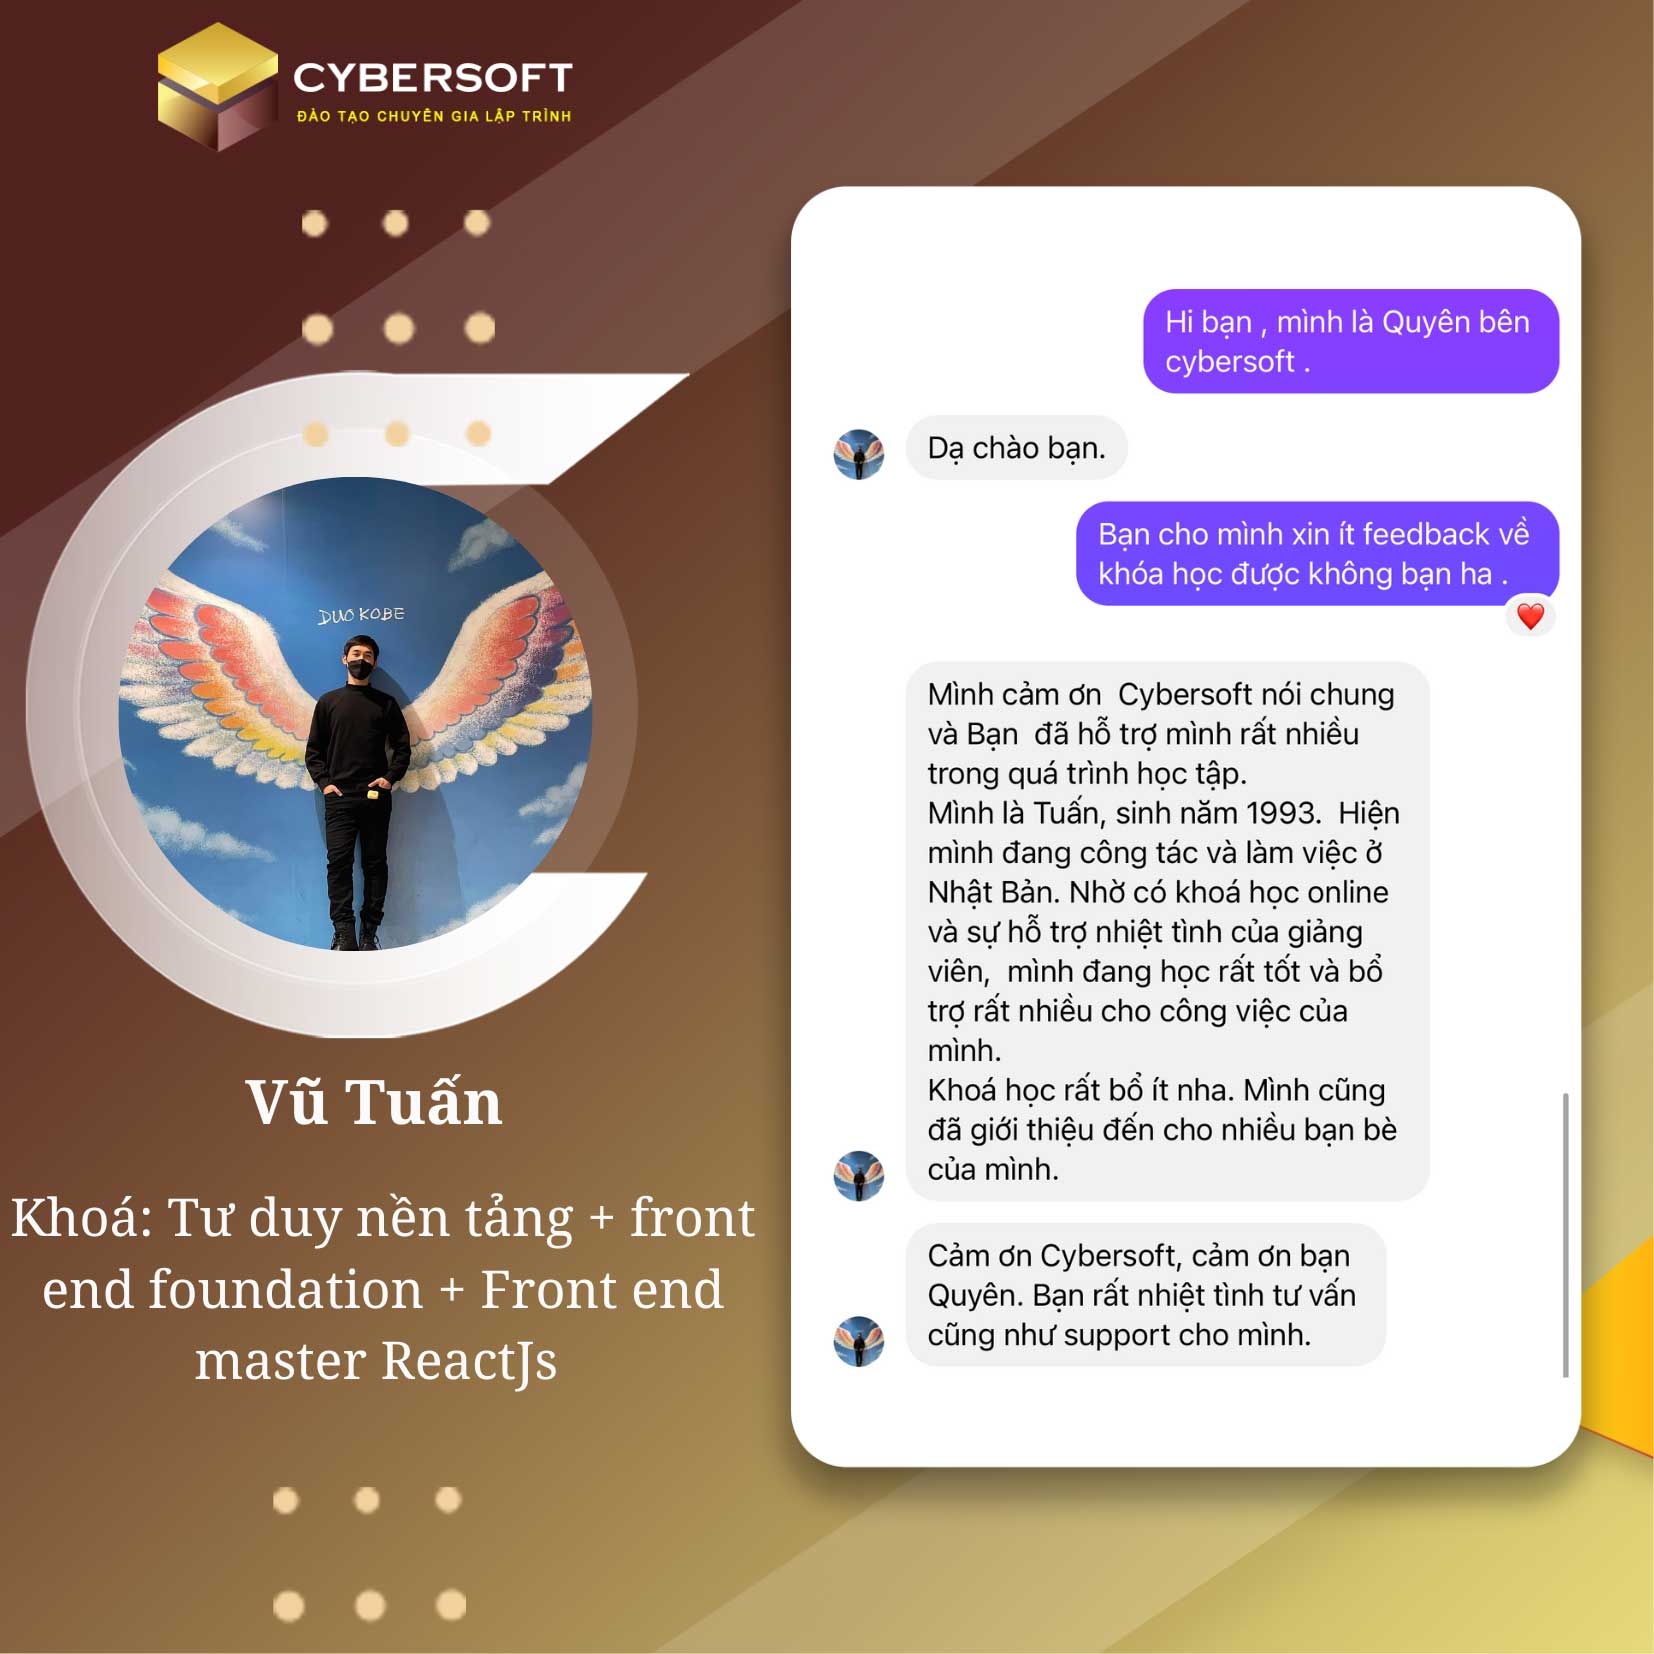 CYBERSOFT
ĐÀO TẠO CHUYÊN GIA LẬP TRÌNH
Hi bạn , mình là Quyên bên
cybersoft .
Dạ chào bạn.
Bạn cho mình xin ít feedback về
khóa học được không bạn ha .
DUO KOBE
Mình cảm ơn  Cybersoft nói chung
và Bạn  đã hỗ trợ mình rất nhiều
trong quá trình học tập.
Mình là Tuấn, sinh năm 1993.  Hiện
mình đang công tác và làm việc ở
Nhật Bản. Nhờ có khoá học online
và sự hỗ trợ nhiệt tình của giảng
viên,  mình đang học rất tốt và bổ
trợ rất nhiều cho công việc của
mình.
Khoá học rất bổ ít nha. Mình cũng
đã giới thiệu đến cho nhiều bạn bè
của mình.
Cảm ơn Cybersoft, cảm ơn bạn
Quyên. Bạn rất nhiệt tình tư vấn
cũng như support cho mình.
Vũ Tuấn
Khoá: Tư duy nền tảng + front
end foundation + Front end
master ReactJs